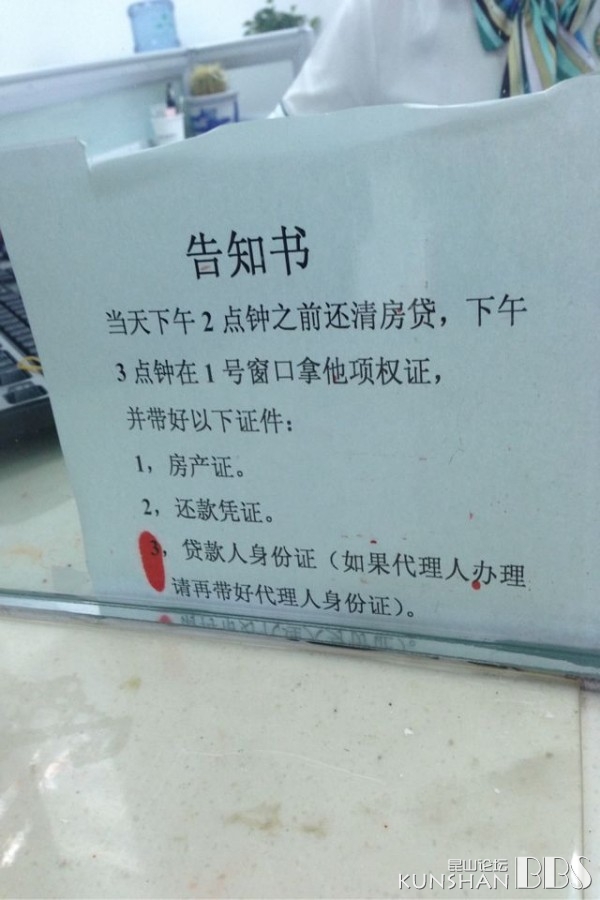 告知书
当天下午2点钟之前还清房贷，下午
3点钟在1号窗口拿他项权证，
并带好以下证件：
1，房产证。
2，还款凭证。
3，贷款人身份证（如果代理人办理
请再带好代理人身份证）。
昆山论坛
KUNSHAN BBS